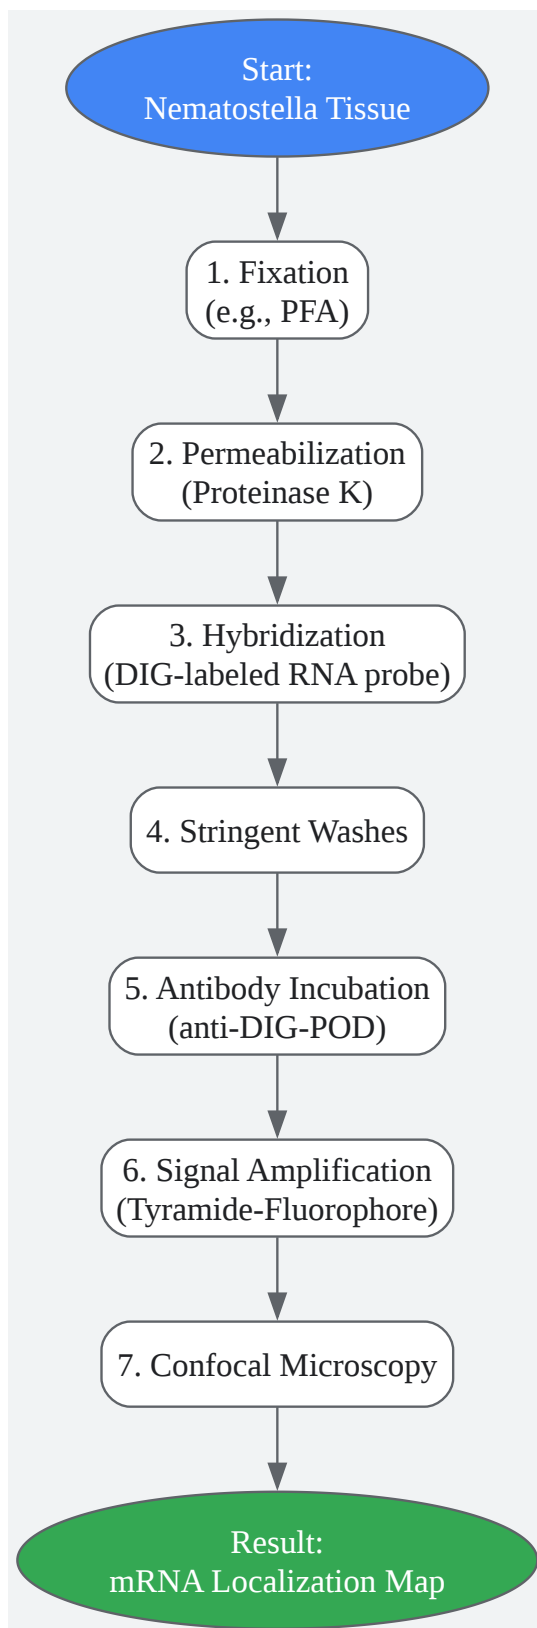 Start:
Nematostella Tissue
1. Fixation
(e.g., PFA)
2. Permeabilization
(Proteinase K)
3. Hybridization
(DIG-labeled RNA probe)
4. Stringent Washes
5. Antibody Incubation
(anti-DIG-POD)
6. Signal Amplification
(Tyramide-Fluorophore)
7. Confocal Microscopy
Result:
mRNA Localization Map